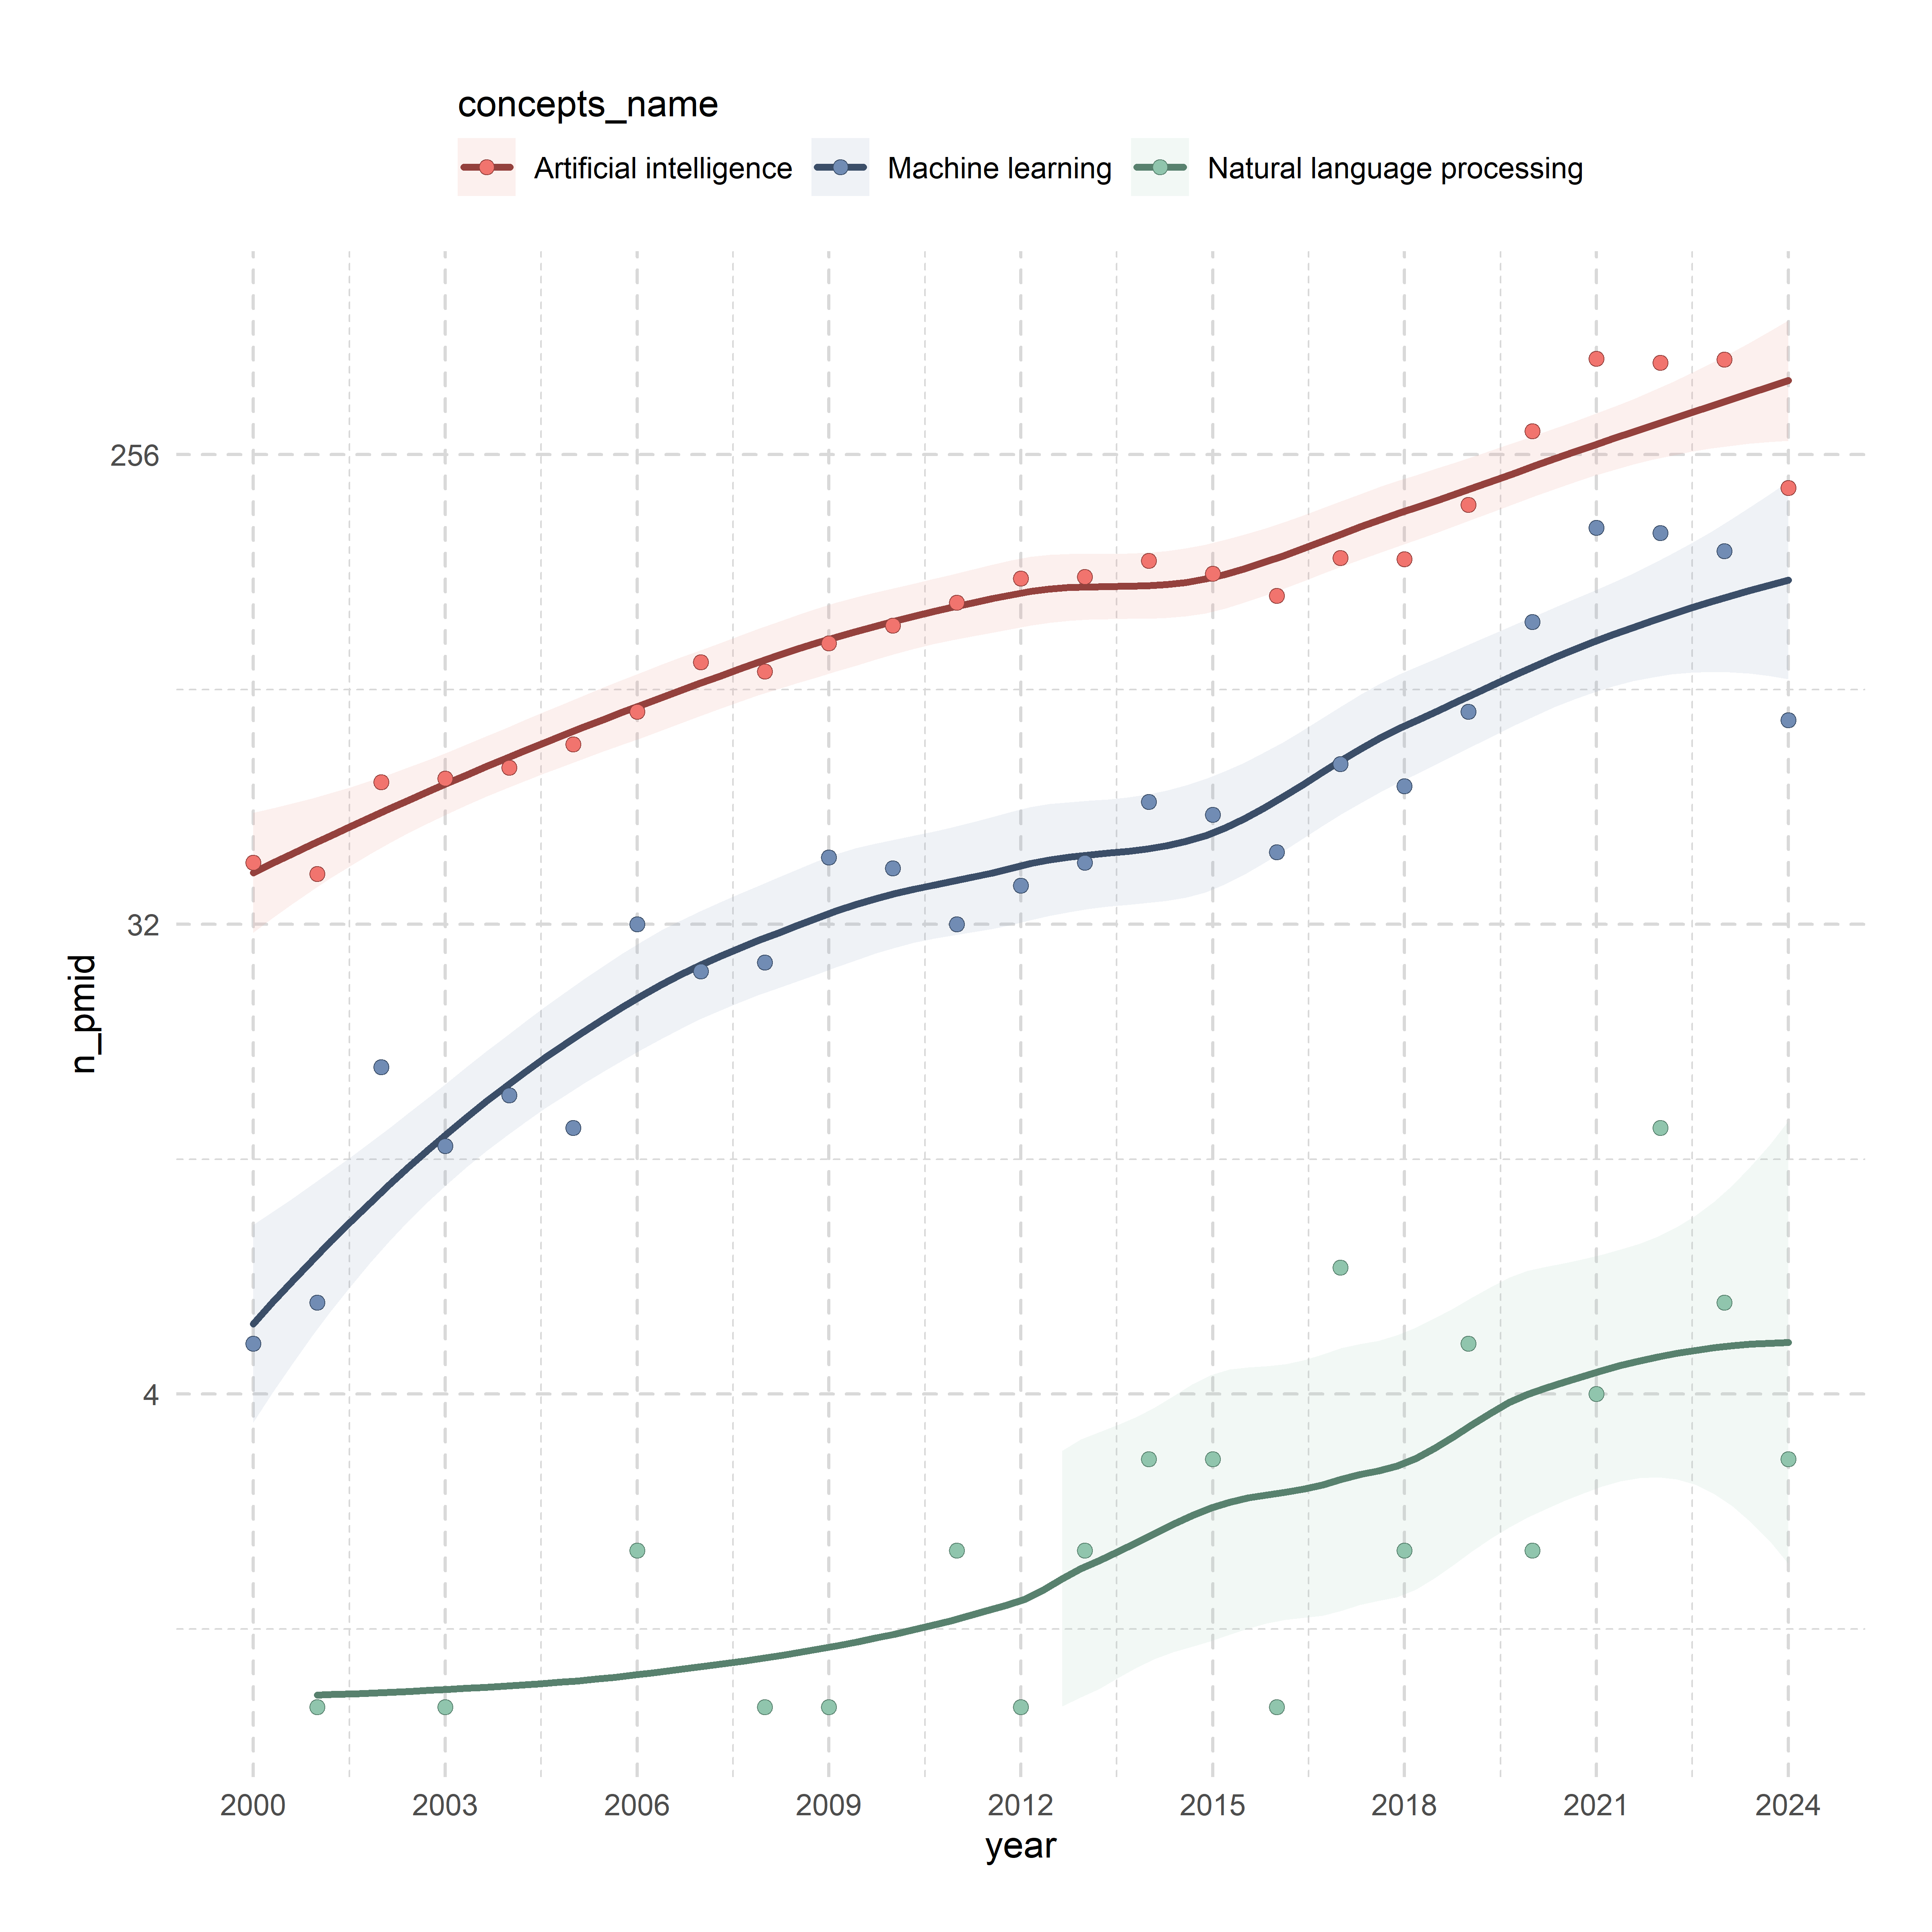 concepts_name
Artificial intelligence Machine learning Natural language processing
n_pmid
256
32
4
2000 2003 2006 2009 2012 2015 2018 2021 2024
year